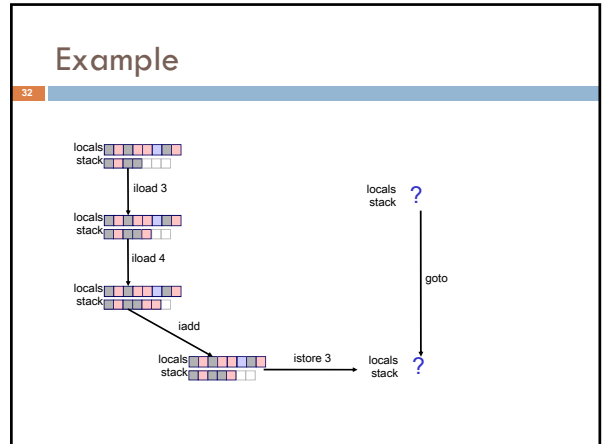 Example
32
locals
stack
iload 3
locals
stack
?
locals
stack
iload 4
goto
locals
stack
iadd
locals
stack
istore 3
locals
stack
?